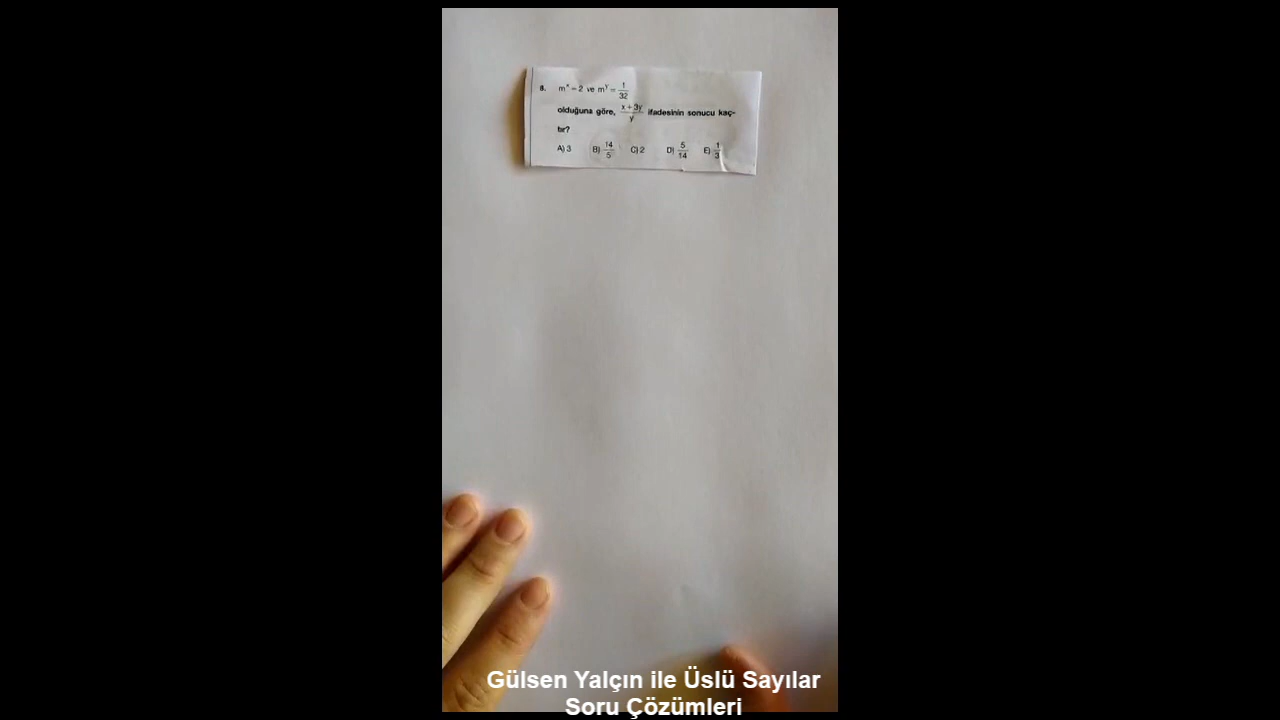 8. mˣ = 2 ve mʸ = 1/32
olduğuna göre, x + 3y / y ifadesinin sonucu kaç-
tır?
A) 3 B) 14/5 C) 2 D) 5/14 E) 1/3
Gülsen Yalçın ile Üslü Sayılar
Soru Çözümleri